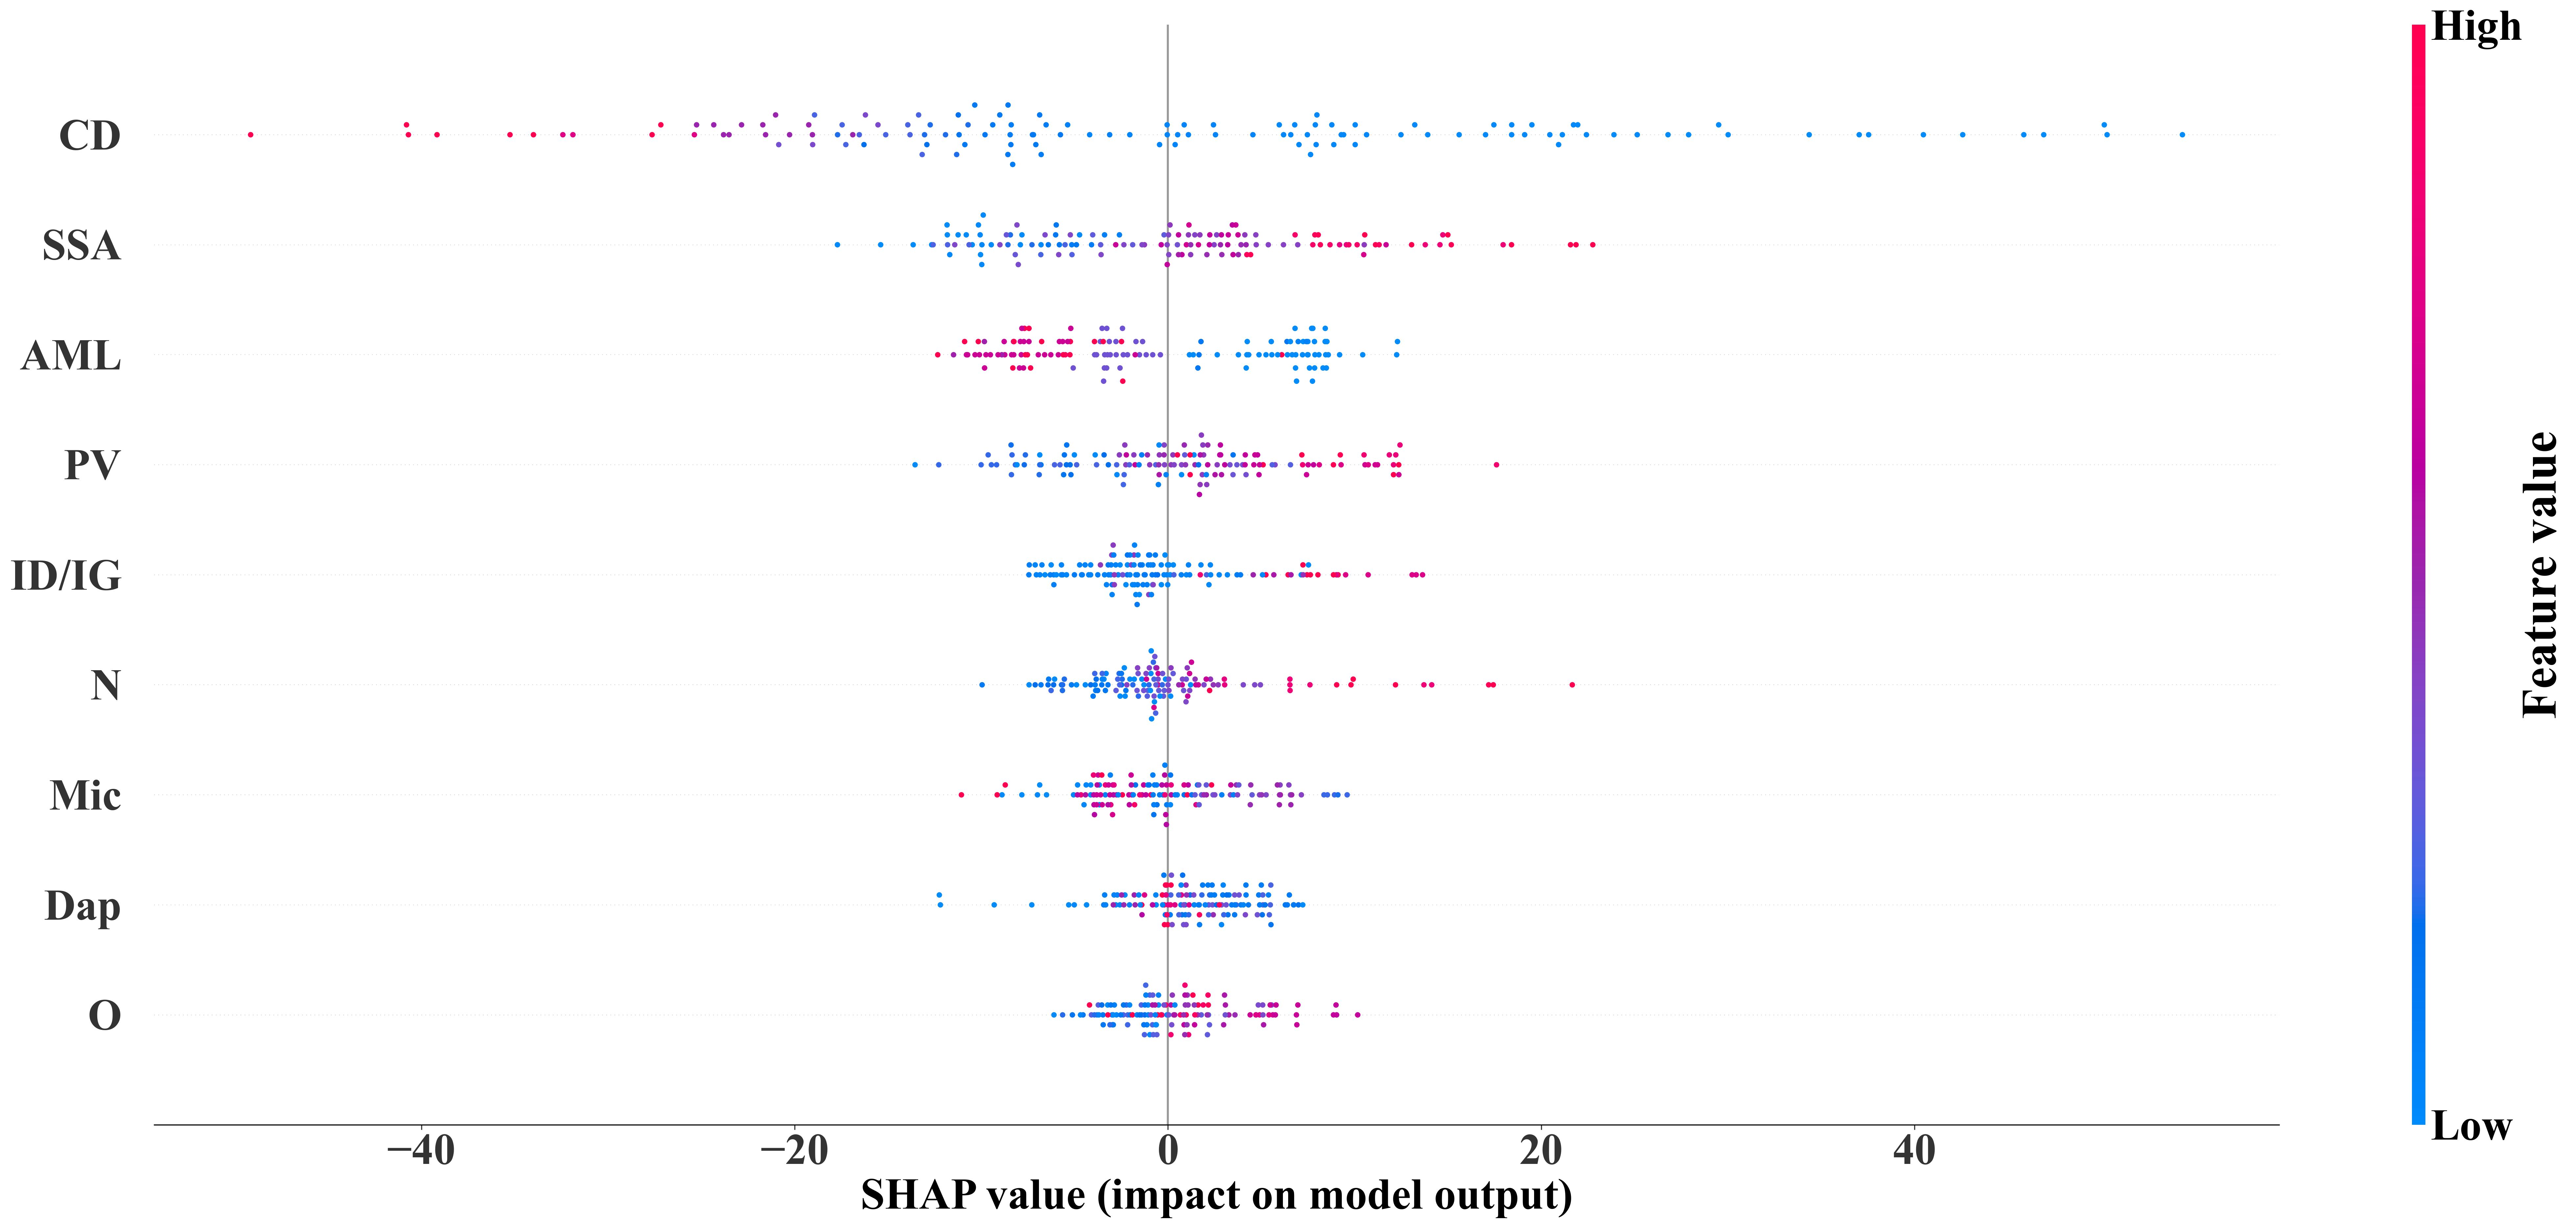 High
CD
SSA
AML
PV
ID/IG
N
Mic
Dap
O
Feature value
Low
−40 −20 0 20 40
SHAP value (impact on model output)